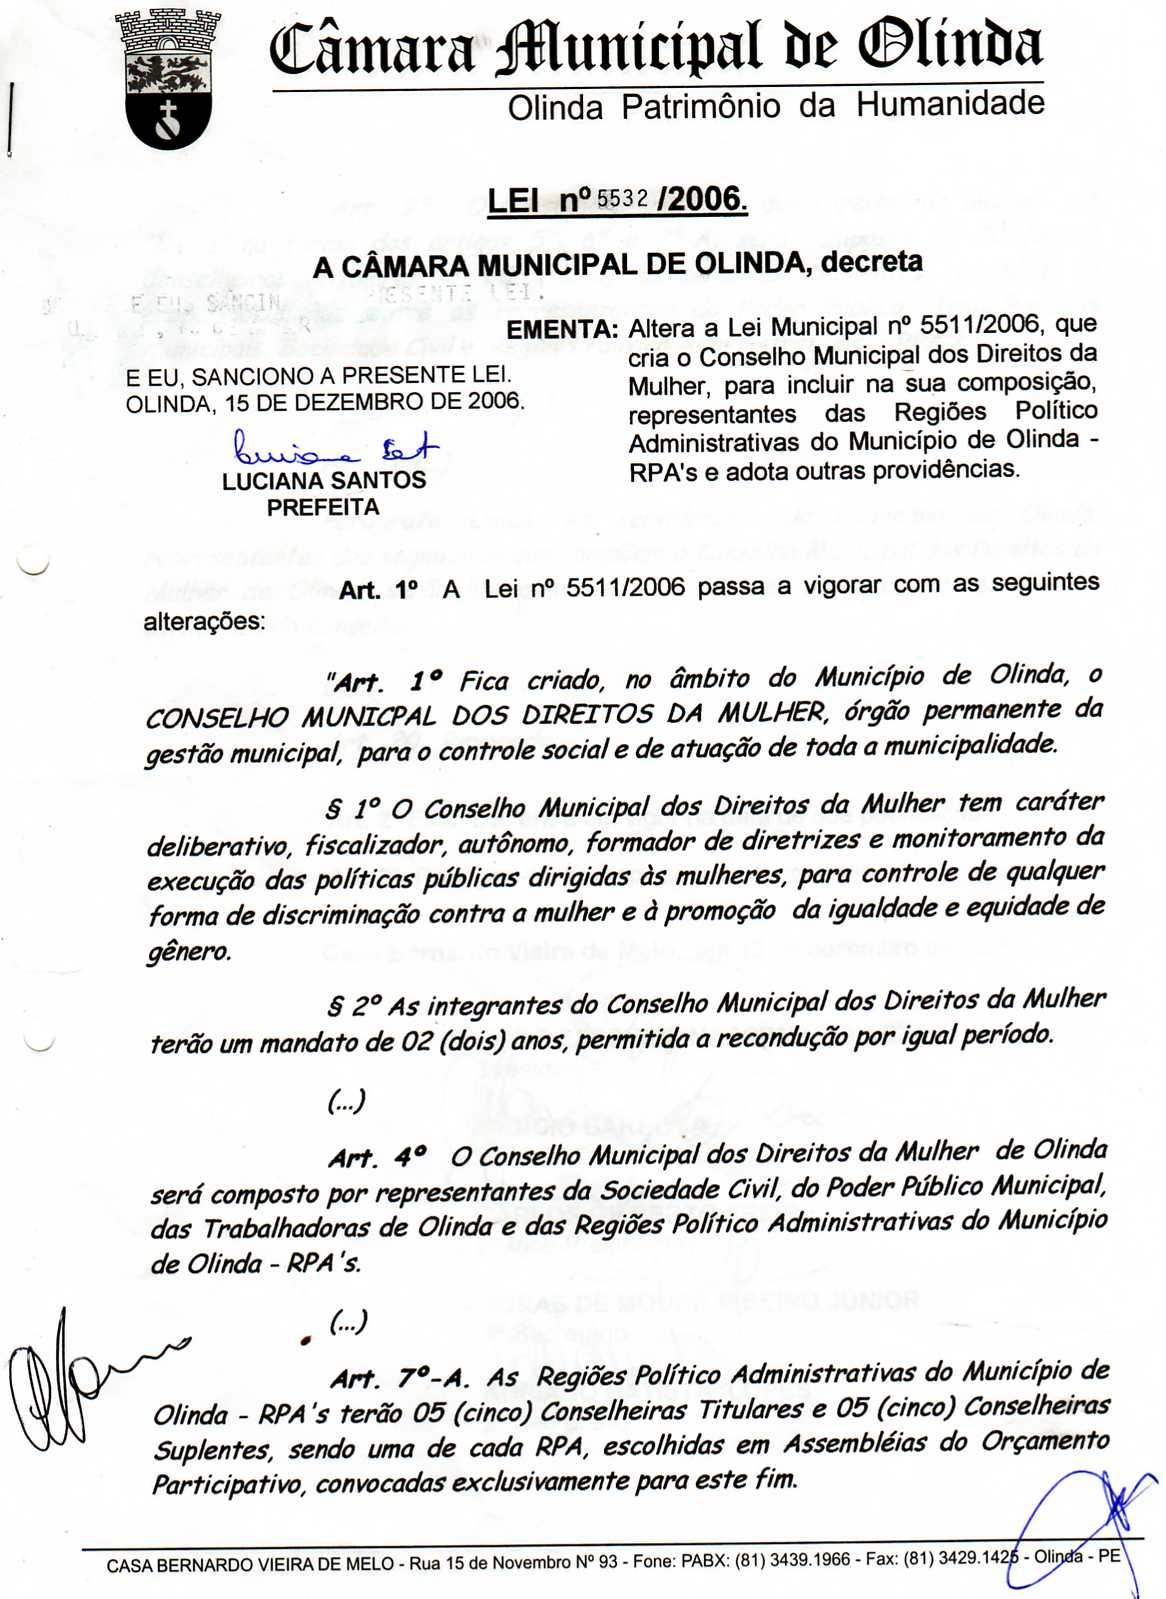 Câmara Municipal de Olinda
Olinda Patrimônio da Humanidade
LEI nº 5532 /2006.
A CÂMARA MUNICIPAL DE OLINDA, decreta
E EU, SANCIONO A PRESENTE LEI.
OLINDA, 15 DE DEZEMBRO DE 2006.
LUCIANA SANTOS
PREFEITA
EMENTA: Altera a Lei Municipal nº 5511/2006, que
cria o Conselho Municipal dos Direitos da
Mulher, para incluir na sua composição,
representantes das Regiões Político
Administrativas do Município de Olinda -
RPA's e adota outras providências.
Art. 1º A Lei nº 5511/2006 passa a vigorar com as seguintes
alterações:
"Art. 1º Fica criado, no âmbito do Município de Olinda, o
CONSELHO MUNICPAL DOS DIREITOS DA MULHER, órgão permanente da
gestão municipal, para o controle social e de atuação de toda a municipalidade.
§ 1º O Conselho Municipal dos Direitos da Mulher tem caráter
deliberativo, fiscalizador, autônomo, formador de diretrizes e monitoramento da
execução das políticas públicas dirigidas às mulheres, para controle de qualquer
forma de discriminação contra a mulher e à promoção da igualdade e equidade de
gênero.
§ 2º As integrantes do Conselho Municipal dos Direitos da Mulher
terão um mandato de 02 (dois) anos, permitida a recondução por igual período.
(...)
Art. 4º O Conselho Municipal dos Direitos da Mulher de Olinda
será composto por representantes da Sociedade Civil, do Poder Público Municipal,
das Trabalhadoras de Olinda e das Regiões Político Administrativas do Município
de Olinda - RPA's.
(...)
Art. 7º-A. As Regiões Político Administrativas do Município de
Olinda - RPA's terão 05 (cinco) Conselheiras Titulares e 05 (cinco) Conselheiras
Suplentes, sendo uma de cada RPA, escolhidas em Assembléias do Orçamento
Participativo, convocadas exclusivamente para este fim.
CASA BERNARDO VIEIRA DE MELO - Rua 15 de Novembro Nº 93 - Fone: PABX: (81) 3439.1966 - Fax: (81) 3429.1425 - Olinda - PE